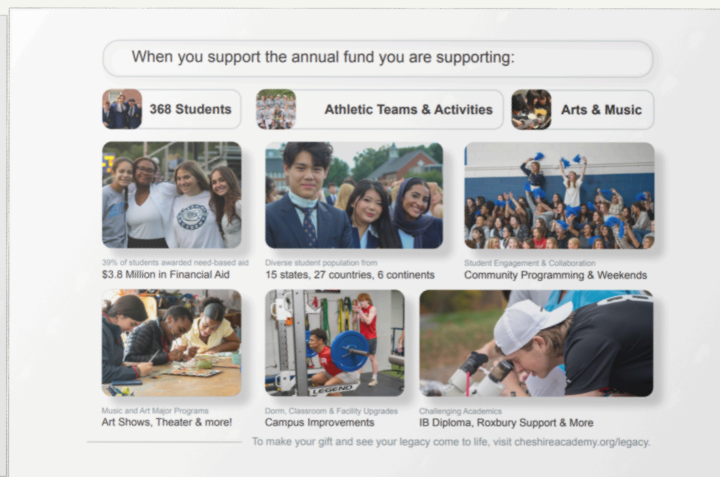 When you support the annual fund you are supporting:
368 Students
Athletic Teams & Activities
Arts & Music
39% of students awarded need-based aid
$3.8 Million in Financial Aid
Diverse student population from
15 states, 27 countries, 6 continents
Student Engagement & Collaboration
Community Programming & Weekends
LEGEND
Music and Art Major Programs
Art Shows, Theater & more!
Dorm, Classroom & Facility Upgrades
Campus Improvements
Challenging Academics
IB Diploma, Roxbury Support & More
To make your gift and see your legacy come to life, visit cheshireacademy.org/legacy.